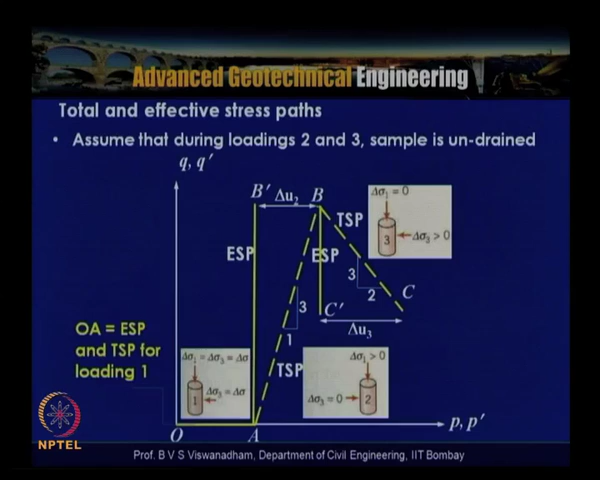 Advanced Geotechnical Engineering
Total and effective stress paths
• Assume that during loadings 2 and 3, sample is un-drained
q, q′
B′ Δu₂ B
TSP
Δσ₁ = 0
3
Δσ₃ > 0
ESP
ESP
3
2
C
3
1
C′
Δu₃
OA = ESP
and TSP for
loading 1
Δσ₁ = Δσ₃ = Δσ
1
Δσ₃ = Δσ
TSP
Δσ₁ > 0
Δσ₃ = 0
2
O
A
p, p′
NPTEL
Prof. B V S Viswanadham, Department of Civil Engineering, IIT Bombay